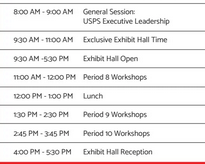 8:00 AM - 9:00 AM General Session:
USPS Executive Leadership
9:30 AM - 11:00 AM Exclusive Exhibit Hall Time
9:30 AM -5:30 PM Exhibit Hall Open
11:00 AM - 12:00 PM Period 8 Workshops
12:00 PM - 1:00 PM Lunch
1:30 PM - 2:30 PM Period 9 Workshops
2:45 PM - 3:45 PM Period 10 Workshops
4:00 PM - 5:30 PM Exhibit Hall Reception